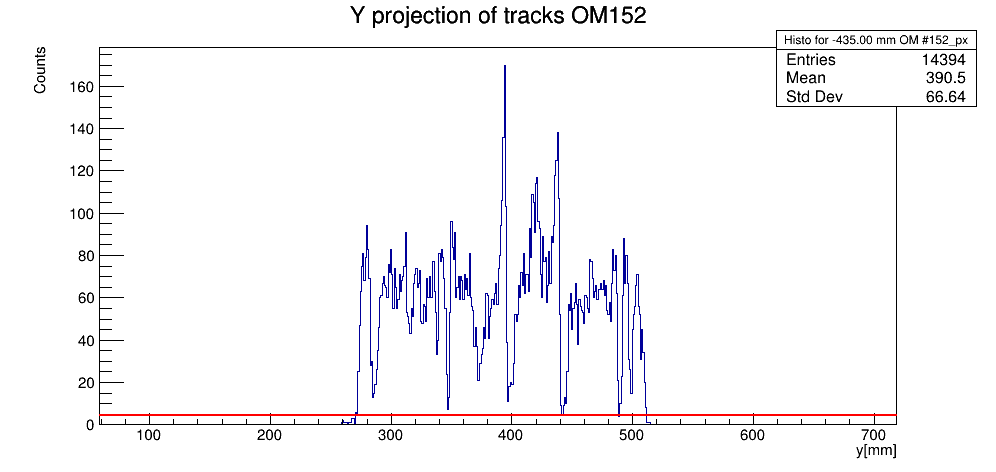 Y projection of tracks OM152
Histo for -435.00 mm OM #152_px
Entries 14394
Mean 390.5
Std Dev 66.64
Counts
160
140
120
100
80
60
40
20
0
100 200 300 400 500 600 700
y[mm]